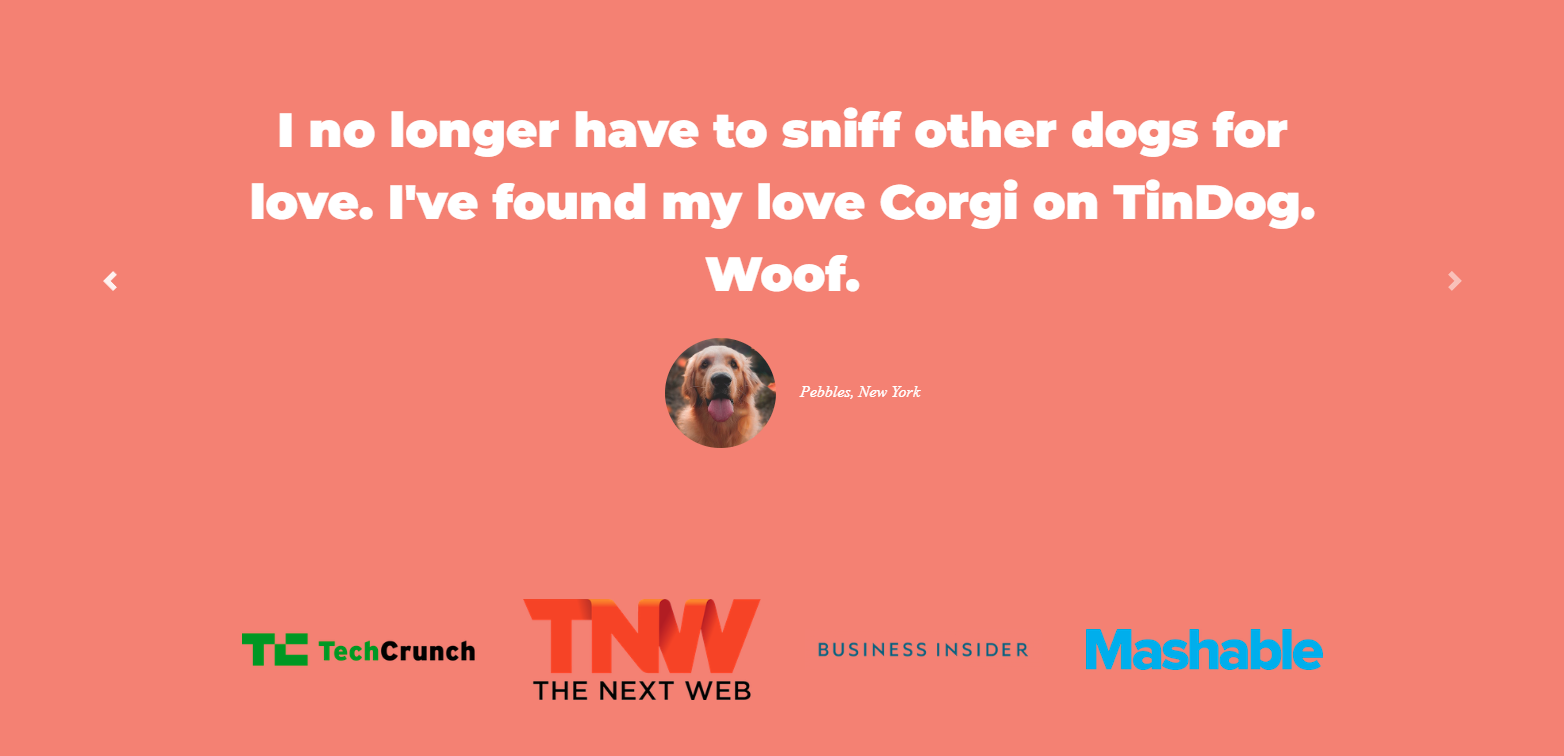 I no longer have to sniff other dogs for
love. I've found my love Corgi on TinDog.
Woof.
Pebbles, New York
TC TechCrunch
TNW
THE NEXT WEB
BUSINESS INSIDER
Mashable